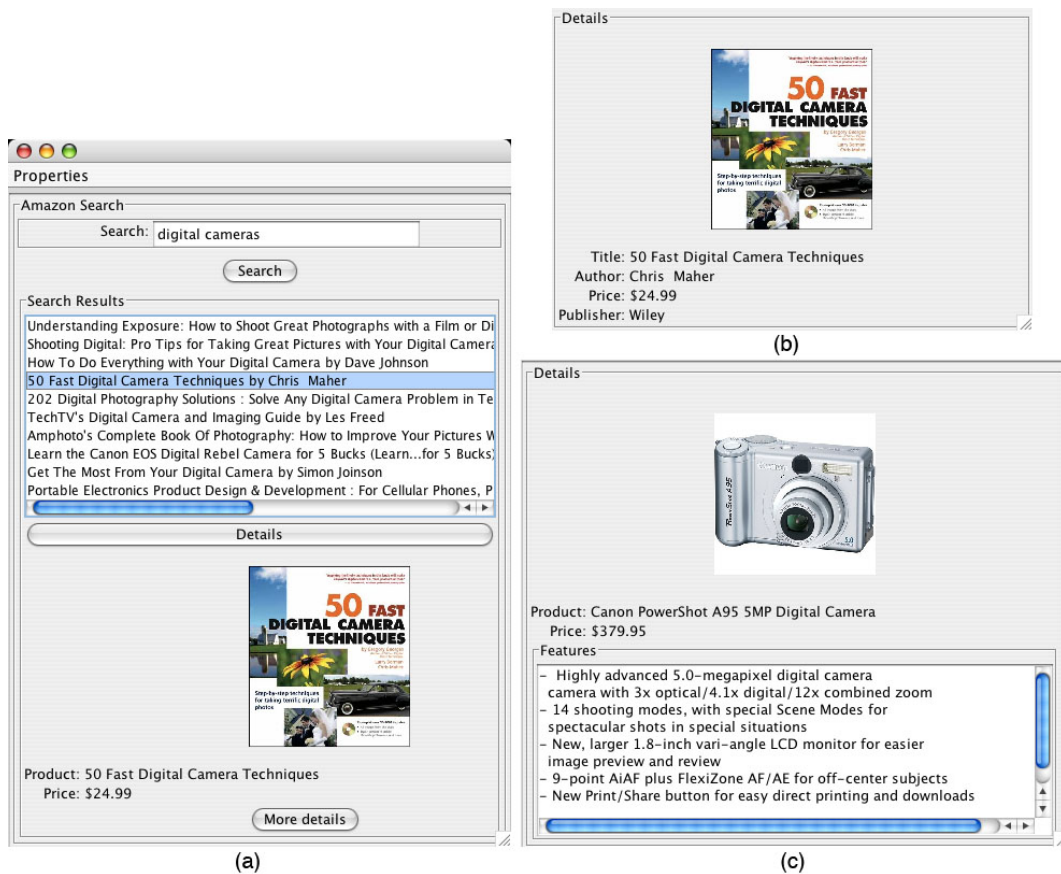 Properties
Amazon Search
Search: digital cameras
Search
Search Results
Understanding Exposure: How to Shoot Great Photographs with a Film or Di
Shooting Digital: Pro Tips for Taking Great Pictures with Your Digital Camera
How To Do Everything with Your Digital Camera by Dave Johnson
50 Fast Digital Camera Techniques by Chris  Maher
202 Digital Photography Solutions : Solve Any Digital Camera Problem in Te
TechTV's Digital Camera and Imaging Guide by Les Freed
Amphoto's Complete Book Of Photography: How to Improve Your Pictures W
Learn the Canon EOS Digital Rebel Camera for 5 Bucks (Learn...for 5 Bucks)
Get The Most From Your Digital Camera by Simon Joinson
Portable Electronics Product Design & Development : For Cellular Phones, P
Details
50 FAST
DIGITAL CAMERA
TECHNIQUES
Step-by-step techniques
for taking terrific digital
photos
Product: 50 Fast Digital Camera Techniques
Price: $24.99
More details
(a)
Details
50 FAST
DIGITAL CAMERA
TECHNIQUES
Step-by-step techniques
for taking terrific digital
photos
Title: 50 Fast Digital Camera Techniques
Author: Chris  Maher
Price: $24.99
Publisher: Wiley
(b)
Details
PowerShot A95
Product: Canon PowerShot A95 5MP Digital Camera
Price: $379.95
Features
-  Highly advanced 5.0-megapixel digital camera
camera with 3x optical/4.1x digital/12x combined zoom
- 14 shooting modes, with special Scene Modes for
spectacular shots in special situations
- New, larger 1.8-inch vari-angle LCD monitor for easier
image preview and review
- 9-point AiAF plus FlexiZone AF/AE for off-center subjects
- New Print/Share button for easy direct printing and downloads
(c)